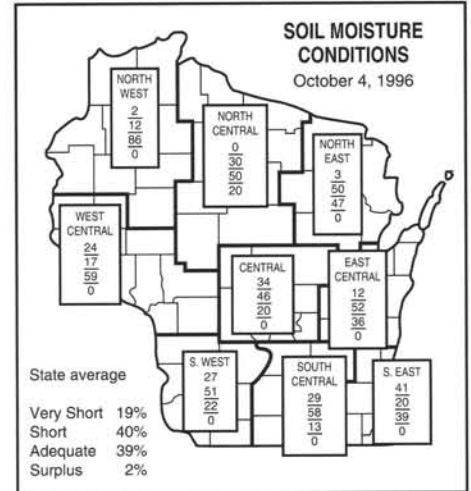 SOIL MOISTURE
CONDITIONS
October 4, 1996
NORTH
WEST
2
12
86
0
NORTH
CENTRAL
0
30
50
20
NORTH
EAST
3
50
47
0
WEST
CENTRAL
24
17
59
0
CENTRAL
34
46
20
0
EAST
CENTRAL
12
52
36
0
S. WEST
27
51
22
0
SOUTH
CENTRAL
29
58
13
0
S. EAST
41
20
39
0
State average
Very Short 19%
Short 40%
Adequate 39%
Surplus 2%